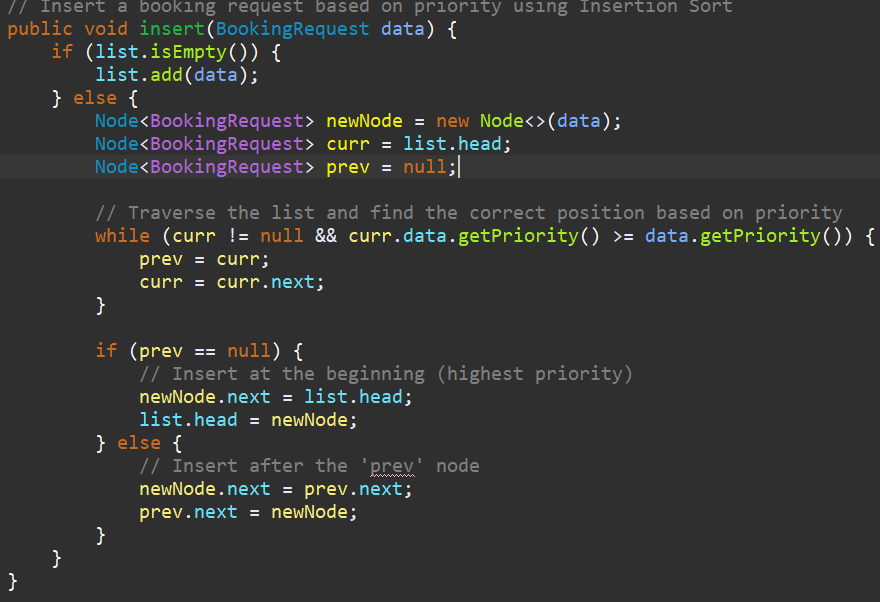 // Insert a booking request based on priority using Insertion Sort
public void insert(BookingRequest data) {
    if (list.isEmpty()) {
        list.add(data);
    } else {
        Node<BookingRequest> newNode = new Node<>(data);
        Node<BookingRequest> curr = list.head;
        Node<BookingRequest> prev = null;

        // Traverse the list and find the correct position based on priority
        while (curr != null && curr.data.getPriority() >= data.getPriority()) {
            prev = curr;
            curr = curr.next;
        }

        if (prev == null) {
            // Insert at the beginning (highest priority)
            newNode.next = list.head;
            list.head = newNode;
        } else {
            // Insert after the 'prev' node
            newNode.next = prev.next;
            prev.next = newNode;
        }
    }
}